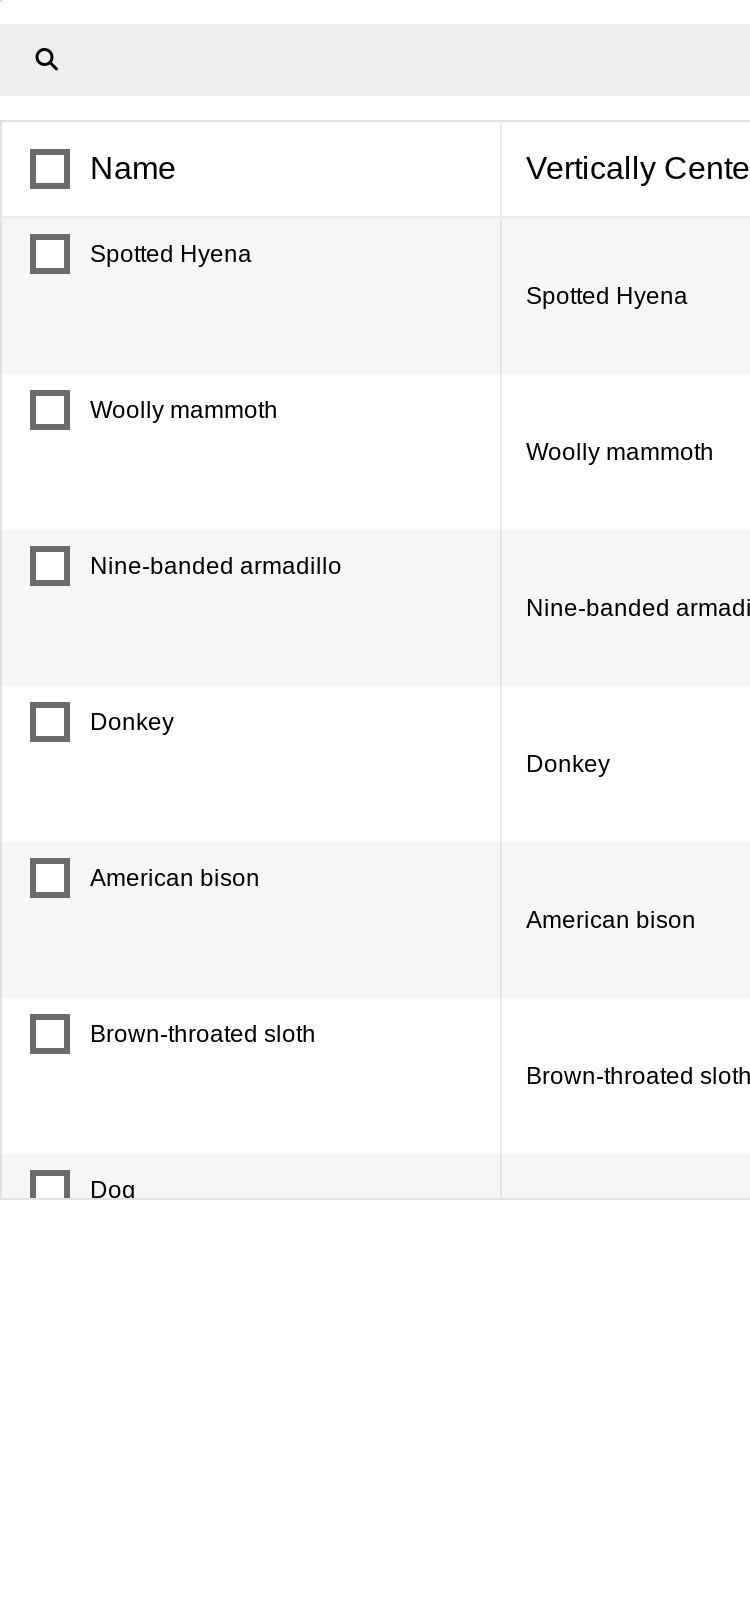 Name Vertically Cente
Spotted Hyena
Spotted Hyena
Woolly mammoth
Woolly mammoth
Nine-banded armadillo
Nine-banded armadi
Donkey
Donkey
American bison
American bison
Brown-throated sloth
Brown-throated sloth
Dog